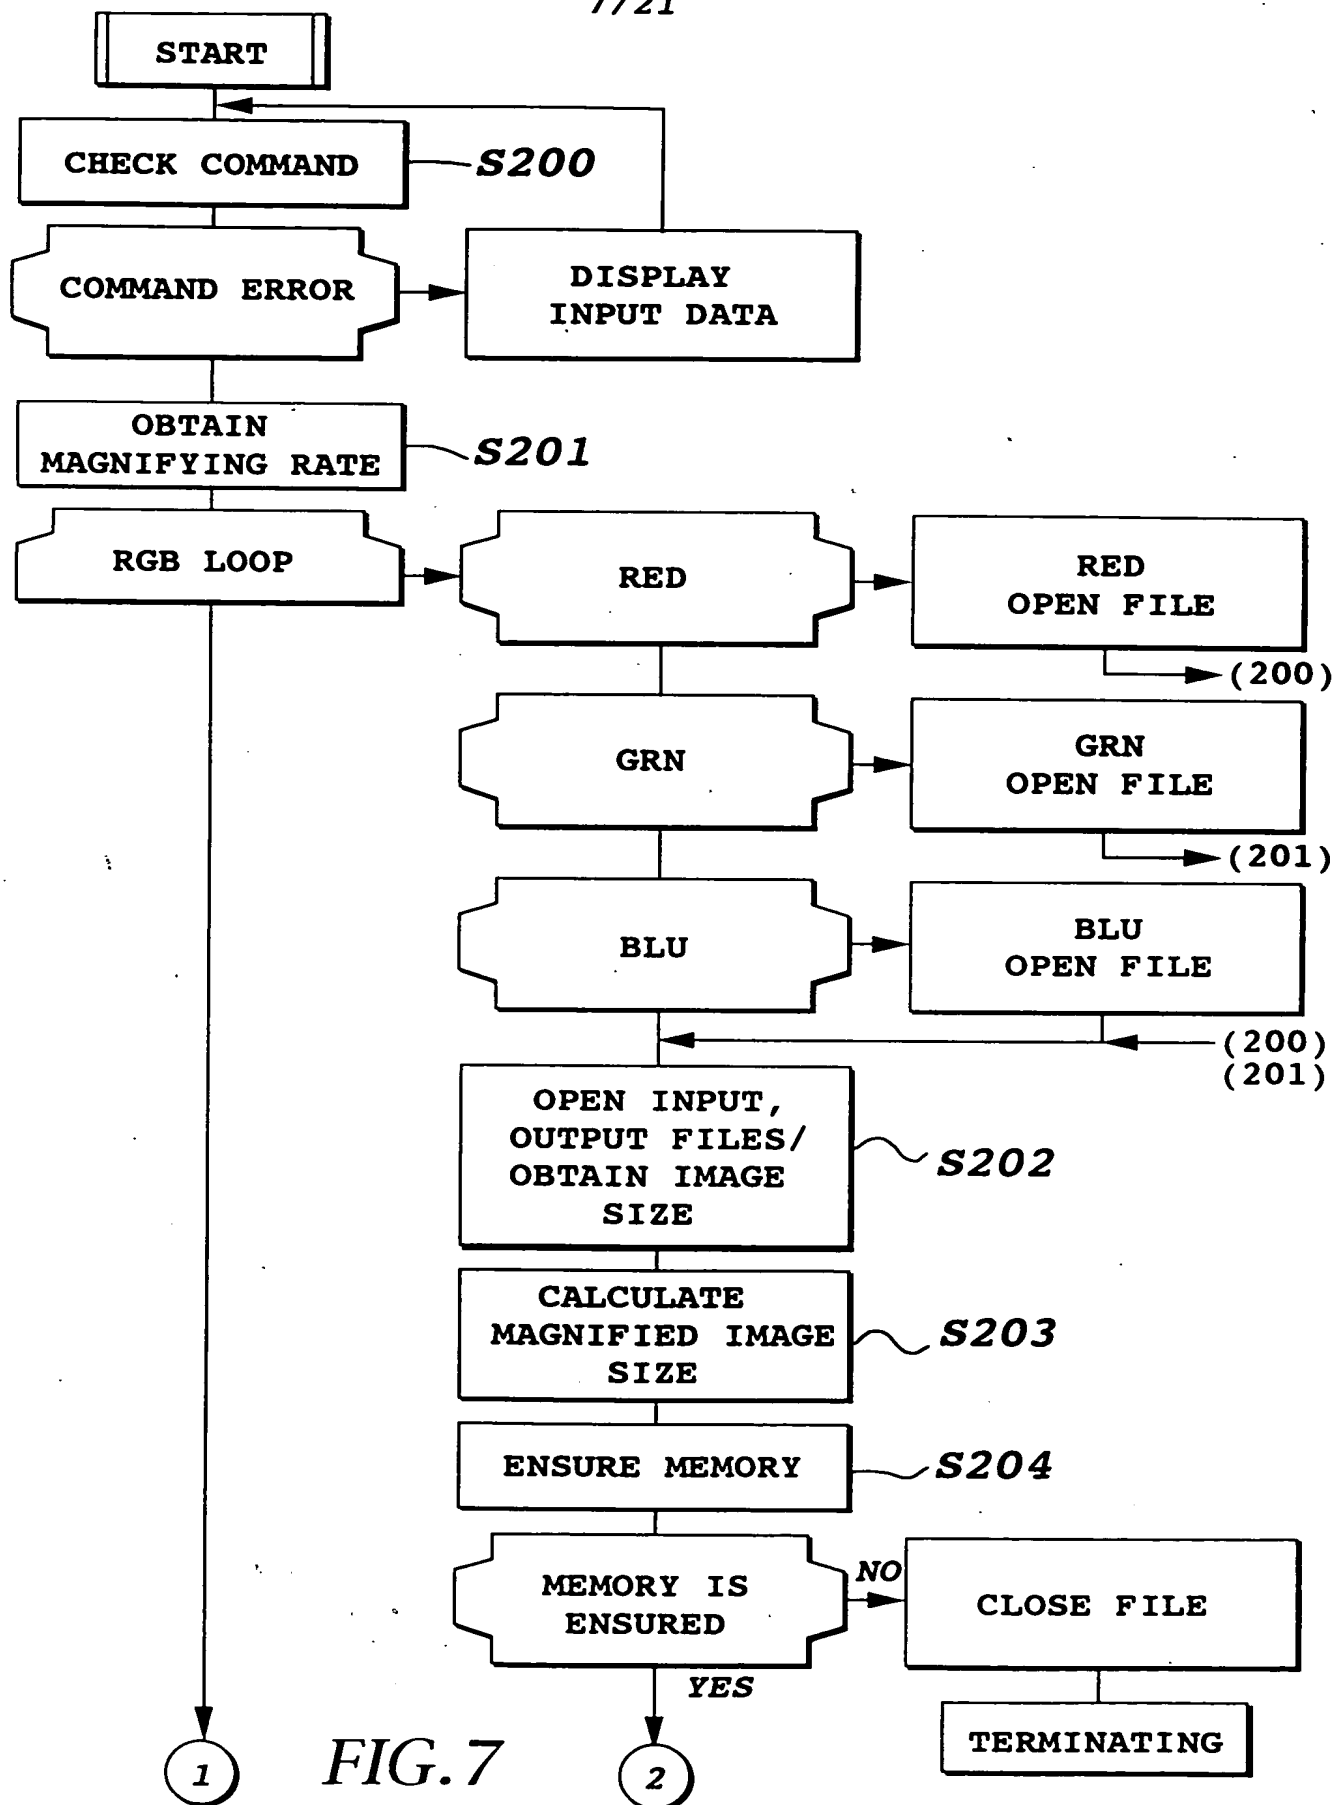 7/21
START
CHECK COMMAND
S200
COMMAND ERROR
DISPLAY
INPUT DATA
OBTAIN
MAGNIFYING RATE
S201
RGB LOOP
RED
RED
OPEN FILE
(200)
GRN
GRN
OPEN FILE
(201)
BLU
BLU
OPEN FILE
(200)
(201)
OPEN INPUT,
OUTPUT FILES/
OBTAIN IMAGE
SIZE
S202
CALCULATE
MAGNIFIED IMAGE
SIZE
S203
ENSURE MEMORY
S204
MEMORY IS
ENSURED
NO
CLOSE FILE
YES
TERMINATING
1
FIG.7
2